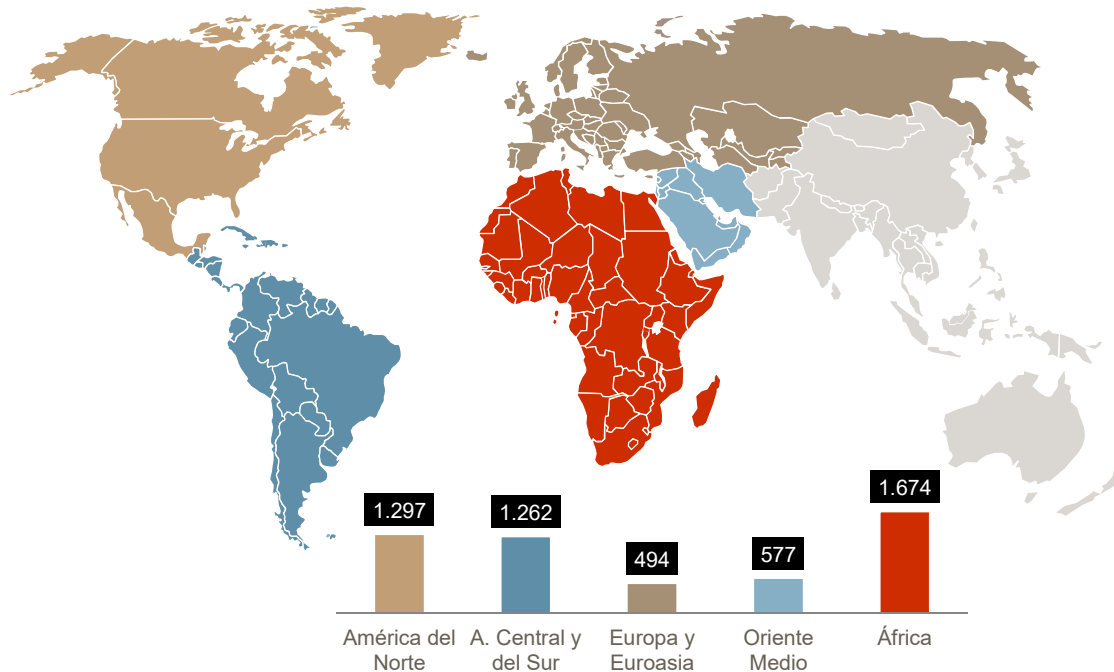 1.297
1.262
494
577
1.674
América del
Norte
A. Central y
del Sur
Europa y
Euroasia
Oriente
Medio
África